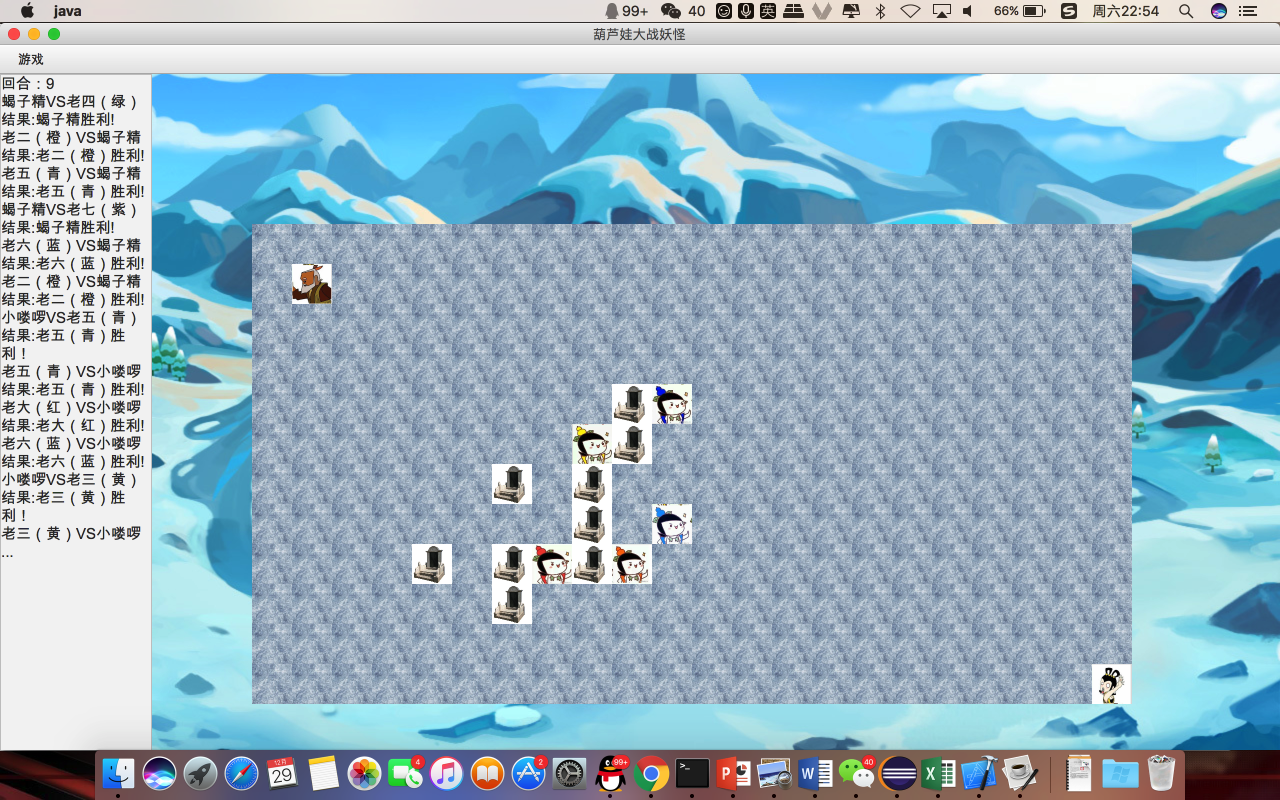 java
99+
40
英
66%
周六22:54
葫芦娃大战妖怪
游戏
回合：9
蝎子精VS老四（绿）
结果:蝎子精胜利!
老二（橙）VS蝎子精
结果:老二（橙）胜利!
老五（青）VS蝎子精
结果:老五（青）胜利!
蝎子精VS老七（紫）
结果:蝎子精胜利!
老六（蓝）VS蝎子精
结果:老六（蓝）胜利!
老二（橙）VS蝎子精
结果:老二（橙）胜利!
小喽啰VS老五（青）
结果:老五（青）胜
利！
老五（青）VS小喽啰
结果:老五（青）胜利!
老大（红）VS小喽啰
结果:老大（红）胜利!
老六（蓝）VS小喽啰
结果:老六（蓝）胜利!
小喽啰VS老三（黄）
结果:老三（黄）胜
利！
老三（黄）VS小喽啰
...
12月
29
4
2
99+
P
W
40
X